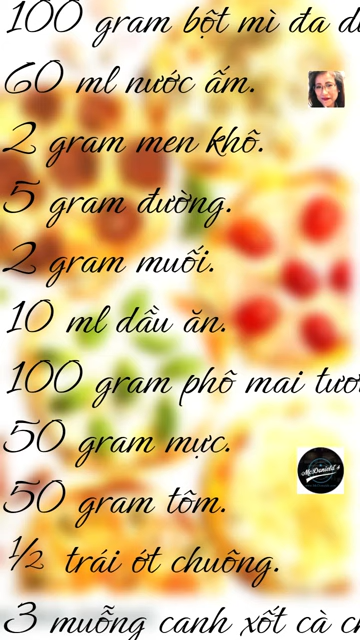 100 gram bột mì đa d
60 ml nước ấm.
2 gram men khô.
5 gram đường.
2 gram muối.
10 ml dầu ăn.
100 gram phô mai tươ
50 gram mực.
McDaniel's
50 gram tôm.
½ trái ớt chuông.
3 muỗng canh xốt cà ch